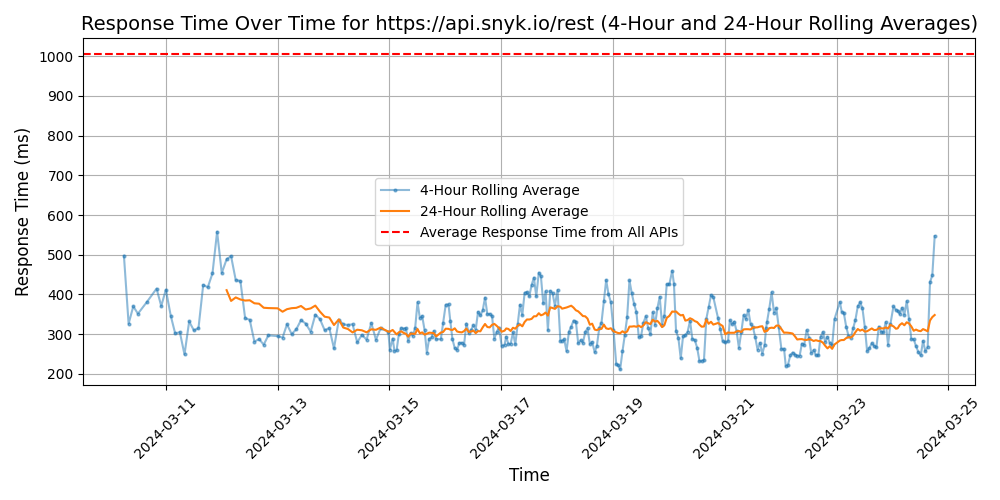 Response Time Over Time for https://api.snyk.io/rest (4-Hour and 24-Hour Rolling Averages)
Response Time (ms)
1000
900
800
700
600
500
400
300
200
4-Hour Rolling Average
24-Hour Rolling Average
Average Response Time from All APIs
2024-03-11
2024-03-13
2024-03-15
2024-03-17
2024-03-19
2024-03-21
2024-03-23
2024-03-25
Time